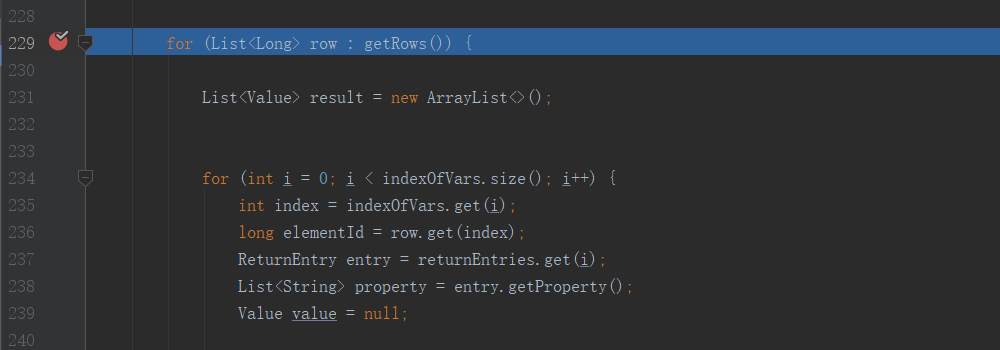 228
229 for (List<Long> row : getRows()) {
230
231 List<Value> result = new ArrayList<>();
232
233
234 for (int i = 0; i < indexOfVars.size(); i++) {
235 int index = indexOfVars.get(i);
236 long elementId = row.get(index);
237 ReturnEntry entry = returnEntries.get(i);
238 List<String> property = entry.getProperty();
239 Value value = null;
240